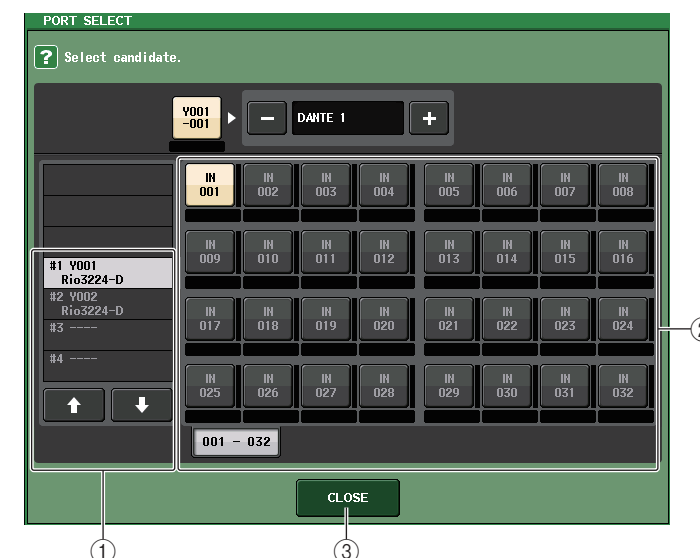 PORT SELECT
? Select candidate.
Y001
-001
− DANTE 1 +
IN 001 IN 002 IN 003 IN 004 IN 005 IN 006 IN 007 IN 008
IN 009 IN 010 IN 011 IN 012 IN 013 IN 014 IN 015 IN 016
IN 017 IN 018 IN 019 IN 020 IN 021 IN 022 IN 023 IN 024
IN 025 IN 026 IN 027 IN 028 IN 029 IN 030 IN 031 IN 032
#1 Y001
Rio3224-D
#2 Y002
Rio3224-D
#3 ----
#4 ----
001 - 032
CLOSE
①
③